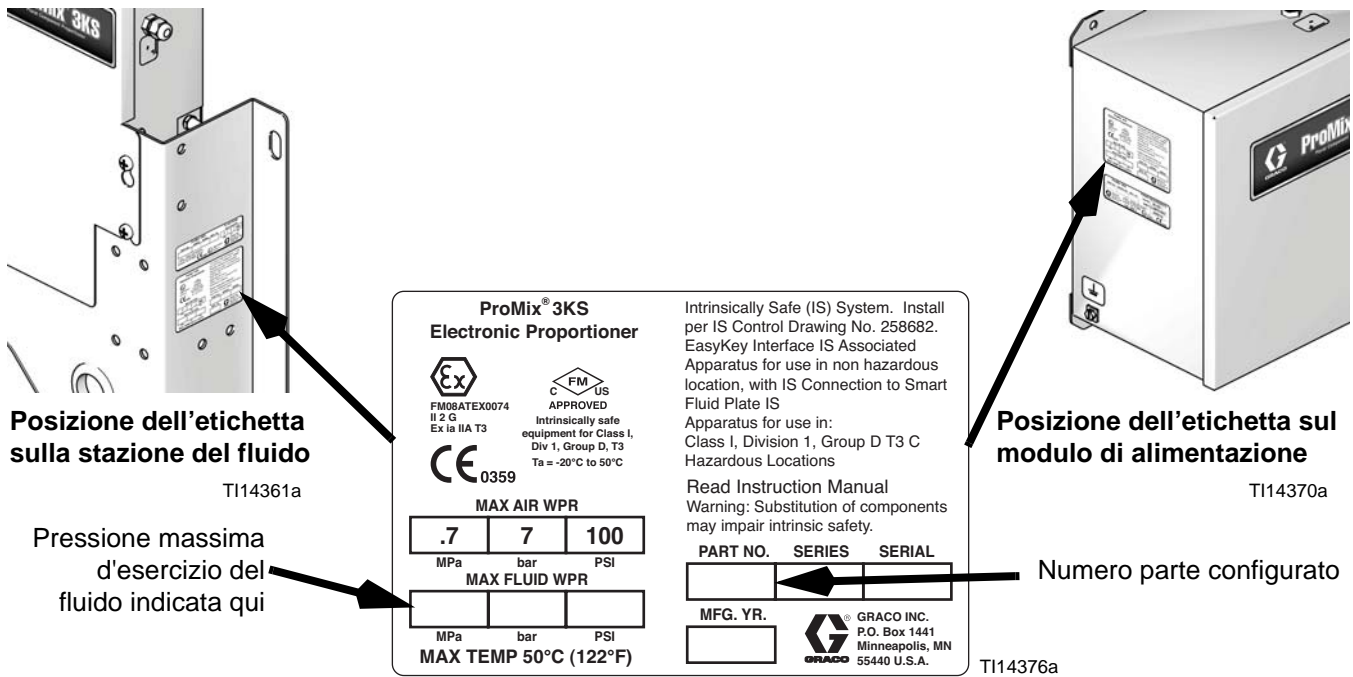 3KS
GRACO
ProMix
Posizione dell'etichetta
sulla stazione del fluido
TI14361a
Pressione massima
d'esercizio del
fluido indicata qui
ProMix® 3KS
Electronic Proportioner
Ex
FM08ATEX0074
II 2 G
Ex ia IIA T3
CE 0359
FM
C US
APPROVED
Intrinsically safe
equipment for Class I,
Div 1, Group D, T3
Ta = -20°C to 50°C
MAX AIR WPR
.7 7 100
MPa bar PSI
MAX FLUID WPR
MPa bar PSI
MAX TEMP 50°C (122°F)
Intrinsically Safe (IS) System. Install
per IS Control Drawing No. 258682.
EasyKey Interface IS Associated
Apparatus for use in non hazardous
location, with IS Connection to Smart
Fluid Plate IS
Apparatus for use in:
Class I, Division 1, Group D T3 C
Hazardous Locations
Read Instruction Manual
Warning: Substitution of components
may impair intrinsic safety.
PART NO. SERIES SERIAL
MFG. YR.
GRACO
®
GRACO INC.
P.O. Box 1441
Minneapolis, MN
55440 U.S.A.
TI14376a
Posizione dell'etichetta sul
modulo di alimentazione
TI14370a
Numero parte configurato